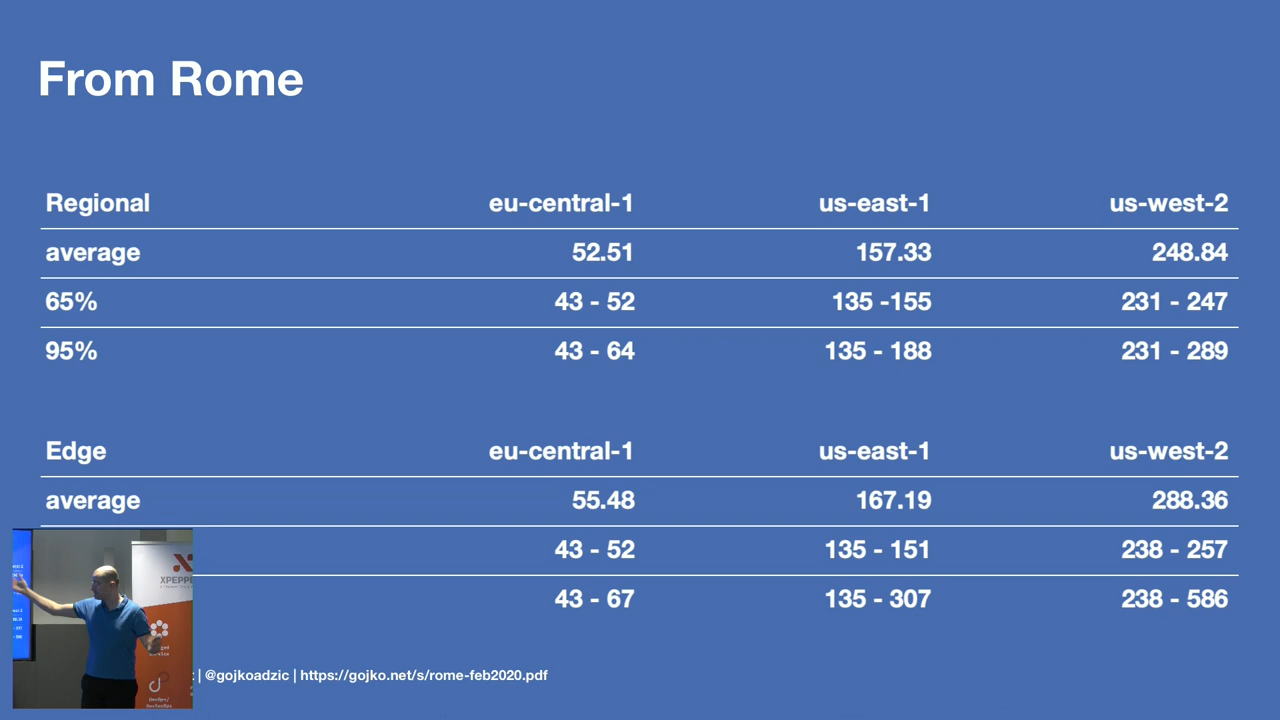 From Rome
Regional eu-central-1 us-east-1 us-west-2
average 52.51 157.33 248.84
65% 43 - 52 135 -155 231 - 247
95% 43 - 64 135 - 188 231 - 289
Edge eu-central-1 us-east-1 us-west-2
average 55.48 167.19 288.36
43 - 52 135 - 151 238 - 257
43 - 67 135 - 307 238 - 586
| @gojkoadzic | https://gojko.net/s/rome-feb2020.pdf